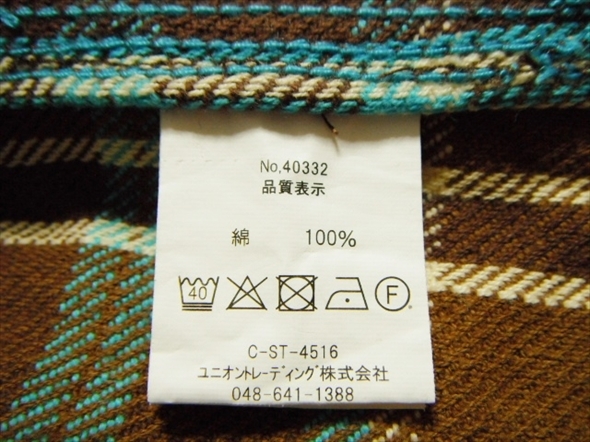 No.40332
品質表示
綿 100%
40 F
C-ST-4516
ユニオントレーディング株式会社
048-641-1388